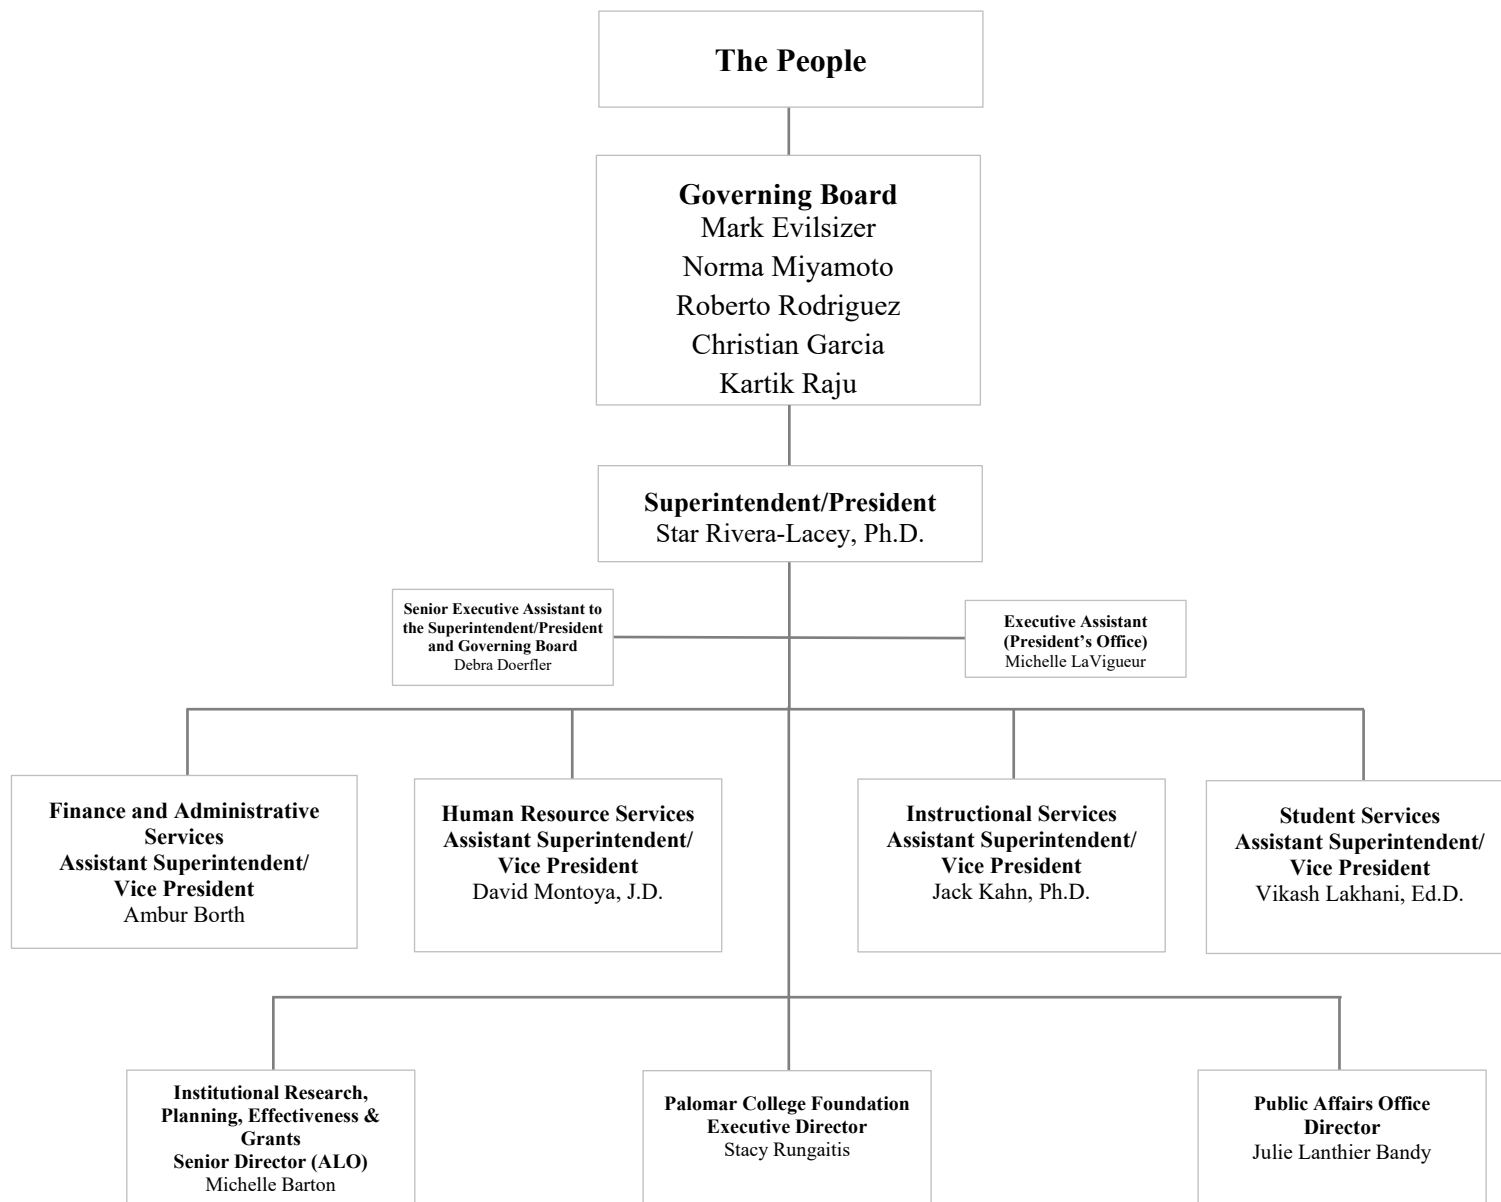 The People
Governing Board
Mark Evilsizer
Norma Miyamoto
Roberto Rodriguez
Christian Garcia
Kartik Raju
Superintendent/President
Star Rivera-Lacey, Ph.D.
Senior Executive Assistant to
the Superintendent/President
and Governing Board
Debra Doerfler
Executive Assistant
(President’s Office)
Michelle LaVigueur
Finance and Administrative
Services
Assistant Superintendent/
Vice President
Ambur Borth
Human Resource Services
Assistant Superintendent/
Vice President
David Montoya, J.D.
Instructional Services
Assistant Superintendent/
Vice President
Jack Kahn, Ph.D.
Student Services
Assistant Superintendent/
Vice President
Vikash Lakhani, Ed.D.
Institutional Research,
Planning, Effectiveness &
Grants
Senior Director (ALO)
Michelle Barton
Palomar College Foundation
Executive Director
Stacy Rungaitis
Public Affairs Office
Director
Julie Lanthier Bandy